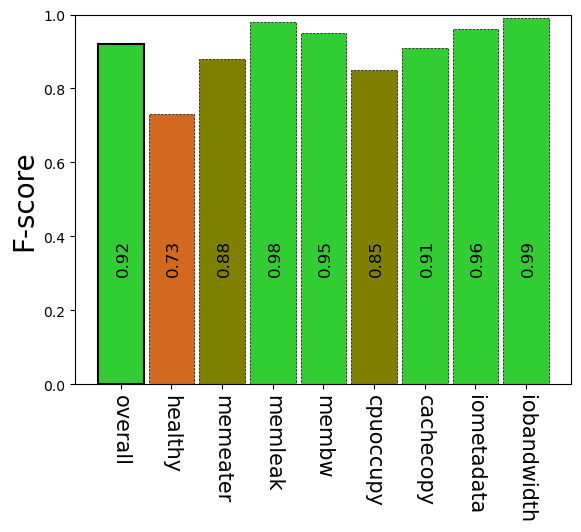 F-score
1.0
0.8
0.6
0.4
0.2
0.0
0.92
0.73
0.88
0.98
0.95
0.85
0.91
0.96
0.99
overall
healthy
memeater
memleak
membw
cpuoccupy
cachecopy
iometadata
iobandwidth